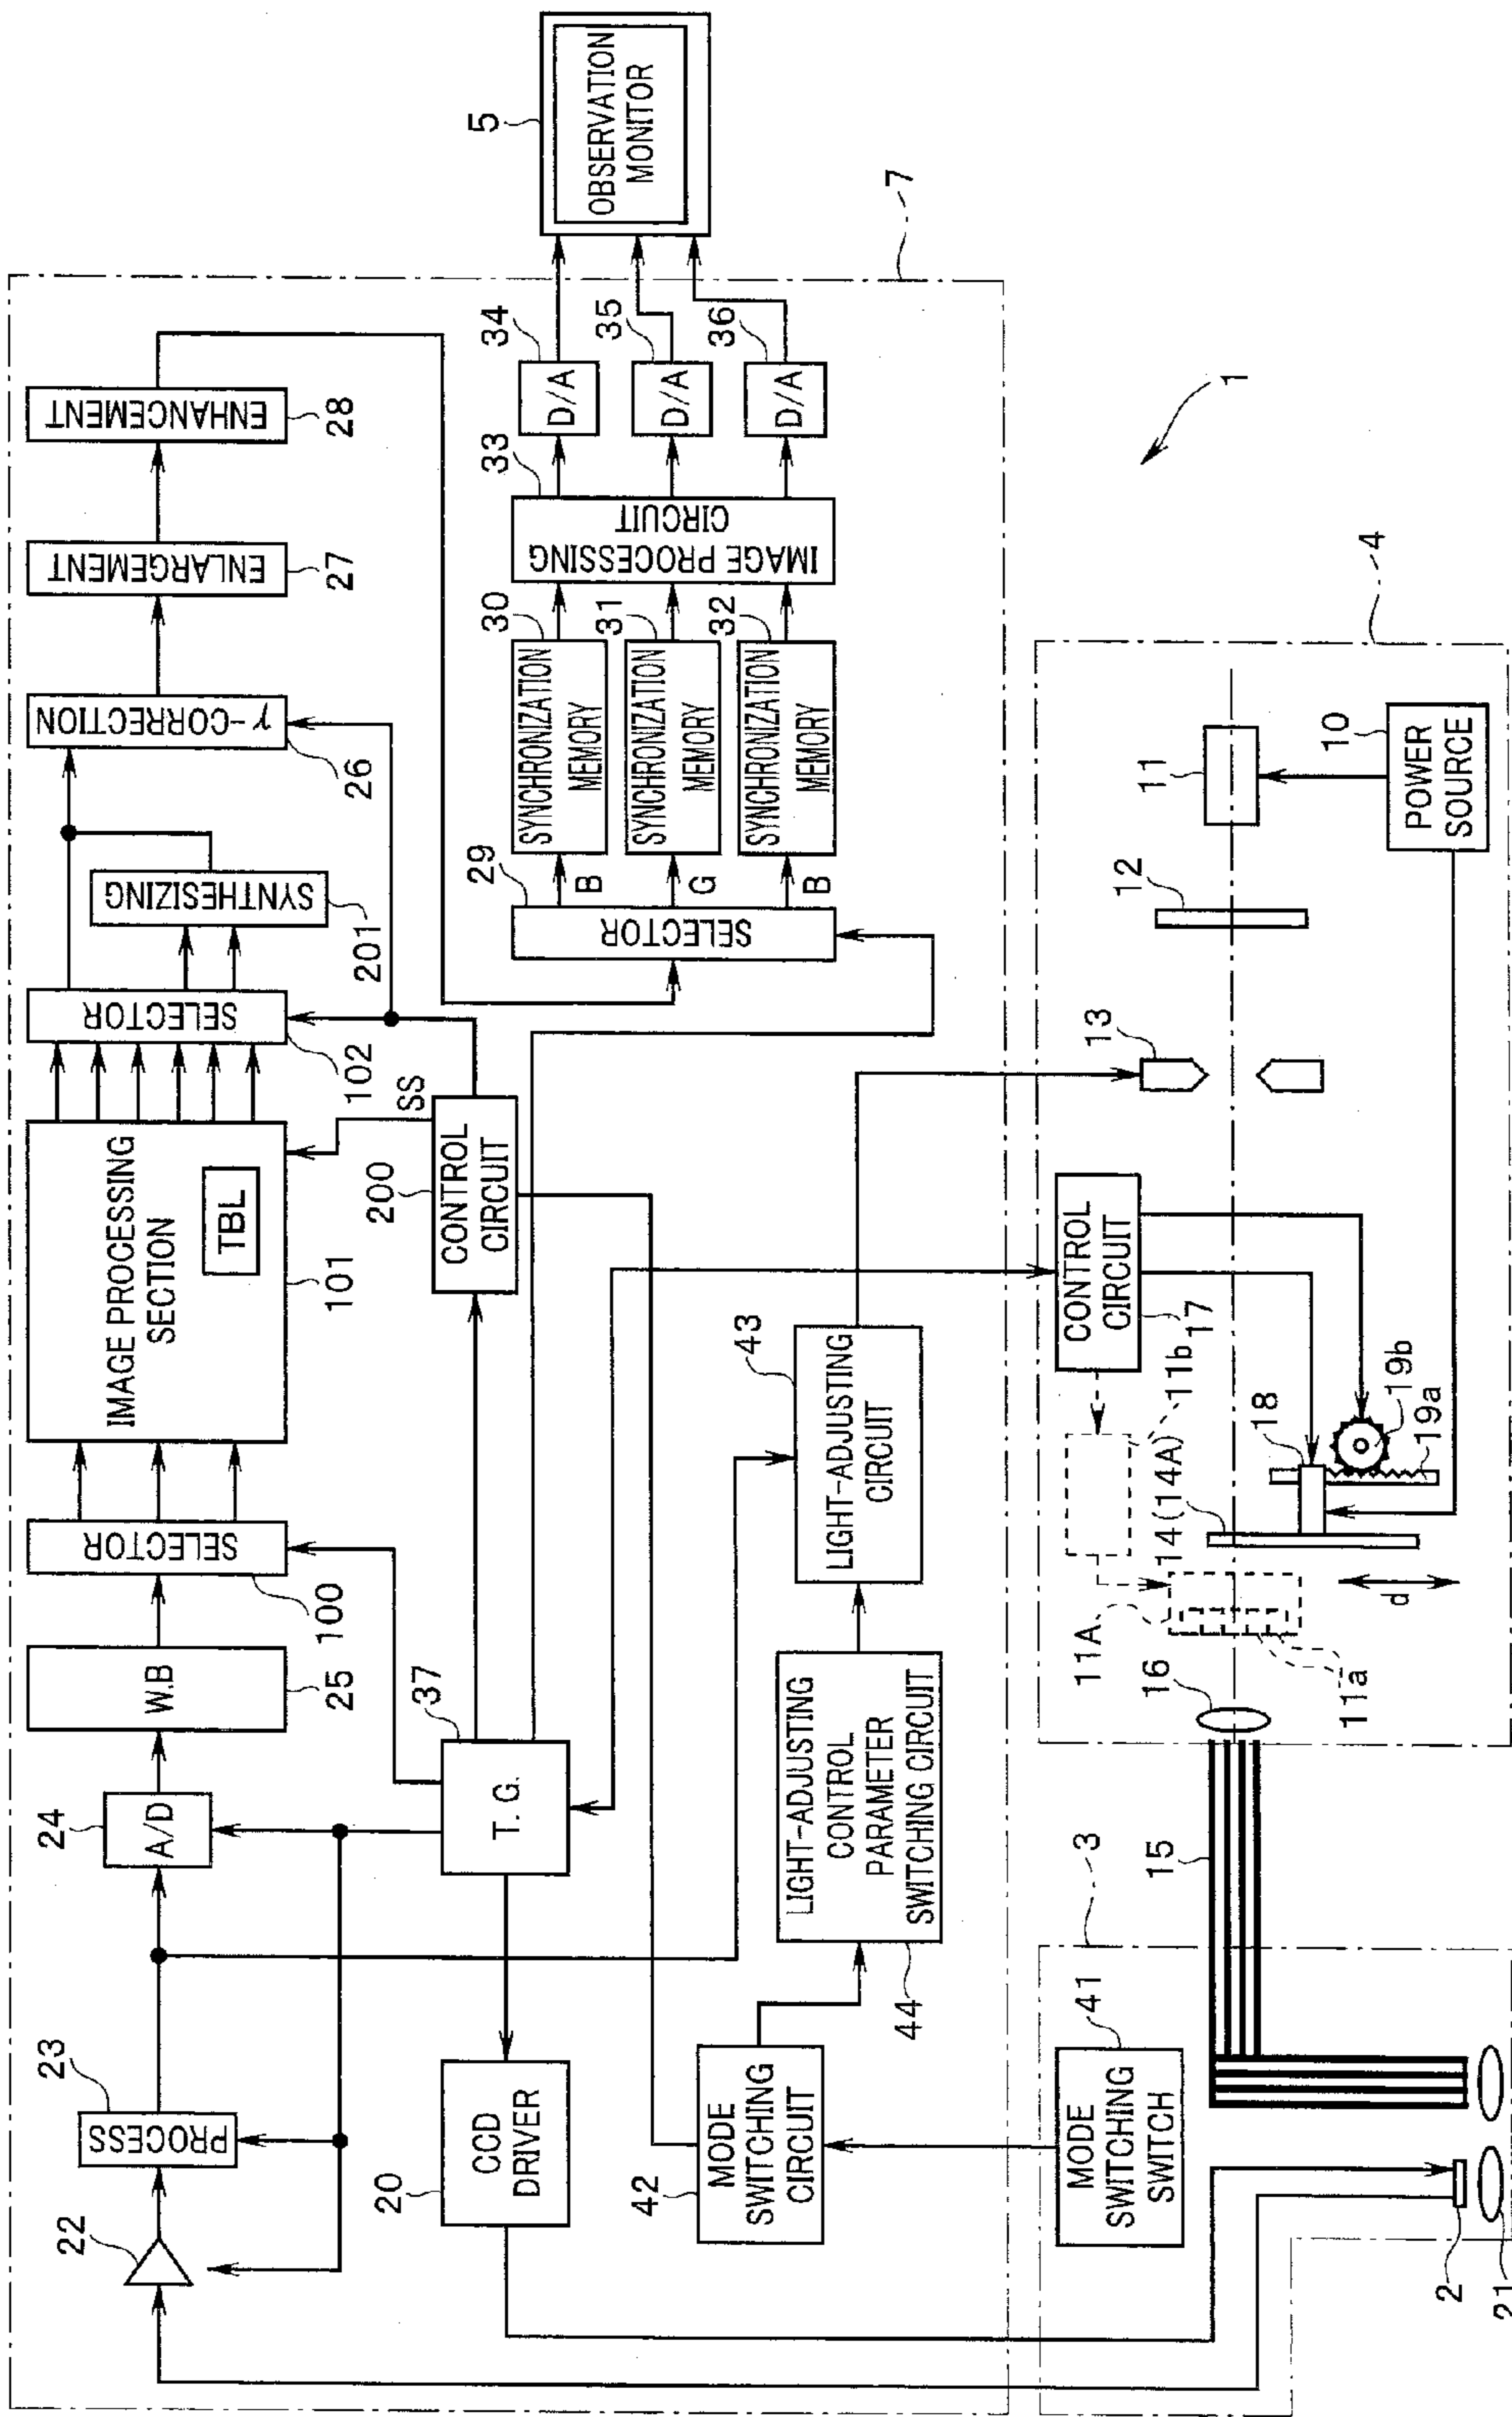 5
OBSERVATION
MONITOR
7
ENHANCEMENT
28
ENLARGEMENT
27
γ-CORRECTION
26
SYNTHESIZING
201
SELECTOR
102
IMAGE PROCESSING
SECTION
TBL
101
SELECTOR
100
W.B
25
A/D
24
PROCESS
23
22
34
D/A
35
D/A
36
D/A
33
IMAGE PROCESSING
CIRCUIT
30
SYNCHRONIZATION
MEMORY
31
SYNCHRONIZATION
MEMORY
32
SYNCHRONIZATION
MEMORY
B
G
B
29
SELECTOR
SS
200
CONTROL
CIRCUIT
37
T. G.
20
CCD
DRIVER
43
LIGHT-ADJUSTING
CIRCUIT
LIGHT-ADJUSTING
CONTROL
PARAMETER
SWITCHING CIRCUIT
44
42
MODE
SWITCHING
CIRCUIT
1
4
10
POWER
SOURCE
11
12
13
CONTROL
CIRCUIT
17
11b
14(14A)
18
19b
19a
d
11A
11a
16
15
3
41
MODE
SWITCHING
SWITCH
2
21